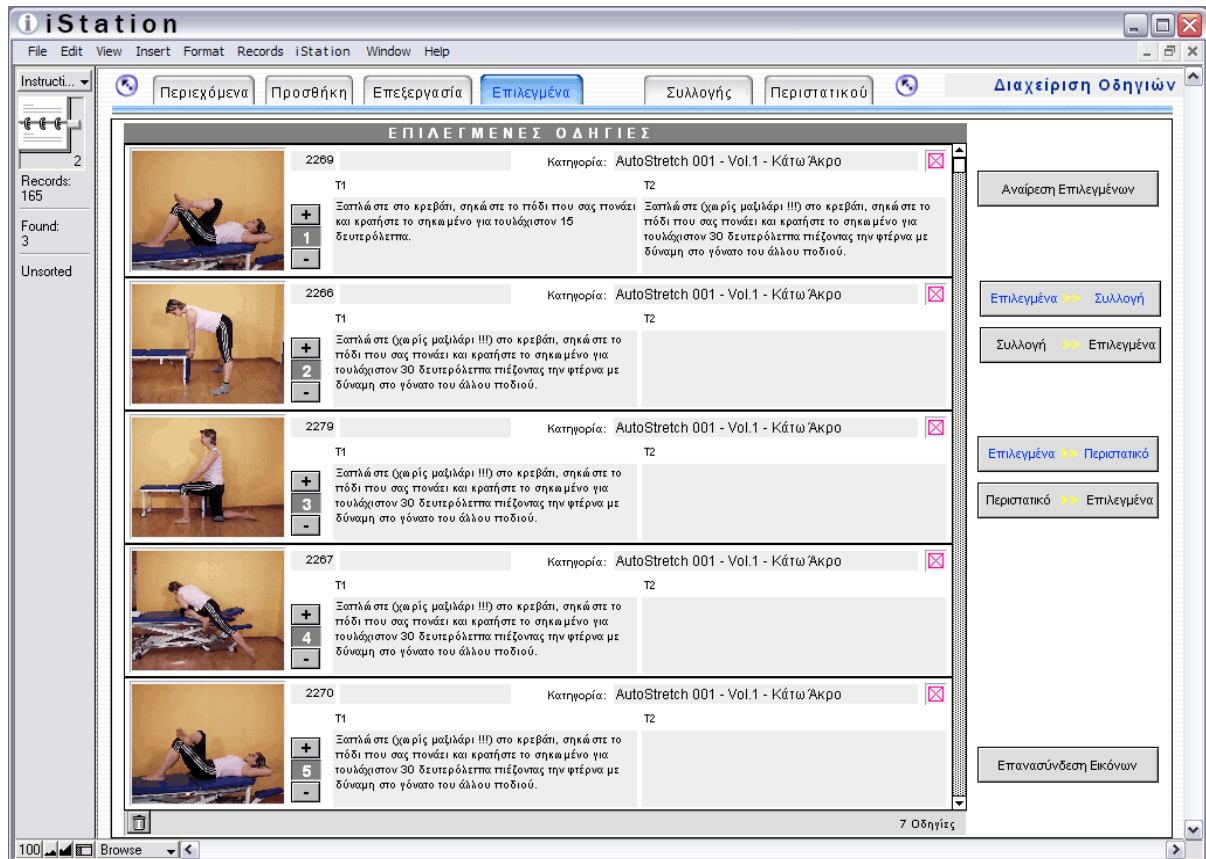 iStation
File Edit View Insert Format Records iStation Window Help
Instructi...
2
Records:
165
Found:
3
Unsorted
Περιεχόμενα Προσθήκη Επεξεργασία Επιλεγμένα Συλλογής Περιστατικού Διαχείριση Οδηγιών
ΕΠΙΛΕΓΜΕΝΕΣ ΟΔΗΓΙΕΣ
2269 Κατηγορία: AutoStretch 001 - Vol.1 - Κάτω Άκρο
T1 T2
+
1
-
Ξαπλώστε στο κρεβάτι, σηκώστε το πόδι που σας πονάει
και κρατήστε το σηκωμένο για τουλάχιστον 15
δευτερόλεπτα.
Ξαπλώστε (χωρίς μαξιλάρι !!!) στο κρεβάτι, σηκώστε το
πόδι που σας πονάει και κρατήστε το σηκωμένο για
τουλάχιστον 30 δευτερόλεπτα πιέζοντας την φτέρνα με
δύναμη στο γόνατο του άλλου ποδιού.
2266 Κατηγορία: AutoStretch 001 - Vol.1 - Κάτω Άκρο
T1 T2
+
2
-
Ξαπλώστε (χωρίς μαξιλάρι !!!) στο κρεβάτι, σηκώστε το
πόδι που σας πονάει και κρατήστε το σηκωμένο για
τουλάχιστον 30 δευτερόλεπτα πιέζοντας την φτέρνα με
δύναμη στο γόνατο του άλλου ποδιού.
2279 Κατηγορία: AutoStretch 001 - Vol.1 - Κάτω Άκρο
T1 T2
+
3
-
Ξαπλώστε (χωρίς μαξιλάρι !!!) στο κρεβάτι, σηκώστε το
πόδι που σας πονάει και κρατήστε το σηκωμένο για
τουλάχιστον 30 δευτερόλεπτα πιέζοντας την φτέρνα με
δύναμη στο γόνατο του άλλου ποδιού.
2267 Κατηγορία: AutoStretch 001 - Vol.1 - Κάτω Άκρο
T1 T2
+
4
-
Ξαπλώστε (χωρίς μαξιλάρι !!!) στο κρεβάτι, σηκώστε το
πόδι που σας πονάει και κρατήστε το σηκωμένο για
τουλάχιστον 30 δευτερόλεπτα πιέζοντας την φτέρνα με
δύναμη στο γόνατο του άλλου ποδιού.
2270 Κατηγορία: AutoStretch 001 - Vol.1 - Κάτω Άκρο
T1 T2
+
5
-
Ξαπλώστε (χωρίς μαξιλάρι !!!) στο κρεβάτι, σηκώστε το
πόδι που σας πονάει και κρατήστε το σηκωμένο για
τουλάχιστον 30 δευτερόλεπτα πιέζοντας την φτέρνα με
δύναμη στο γόνατο του άλλου ποδιού.
7 Οδηγίες
Αναίρεση Επιλεγμένων
Επιλεγμένα >> Συλλογή
Συλλογή >> Επιλεγμένα
Επιλεγμένα >> Περιστατικό
Περιστατικό >> Επιλεγμένα
Επανασύνδεση Εικόνων
100 Browse